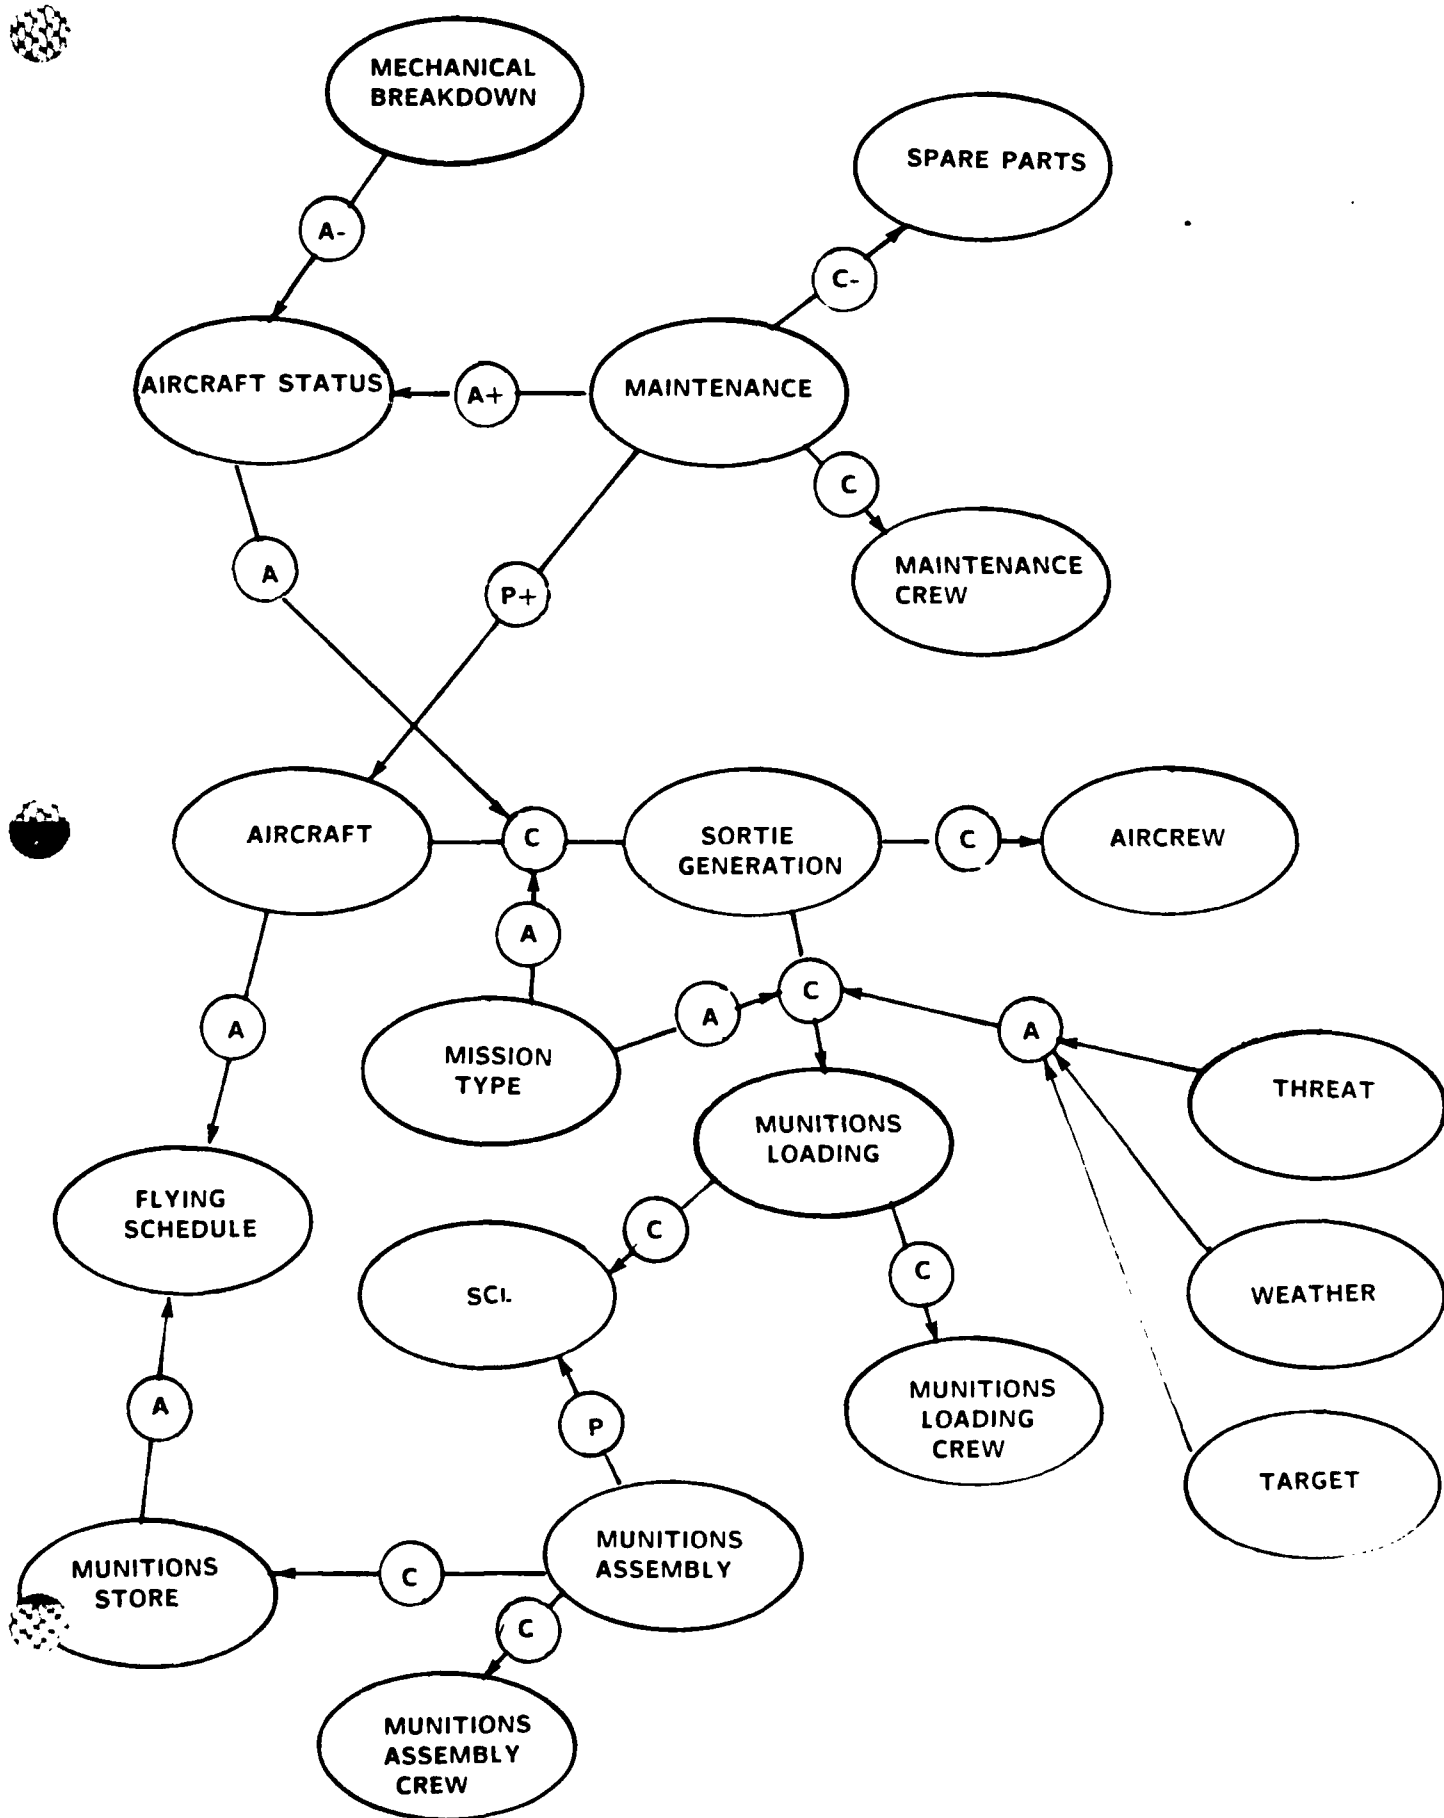 MECHANICAL
BREAKDOWN
SPARE PARTS
A-
C-
AIRCRAFT STATUS
A+
MAINTENANCE
C
MAINTENANCE
CREW
A
P+
AIRCRAFT
C
SORTIE
GENERATION
C
AIRCREW
A
A
C
A
A
MISSION
TYPE
THREAT
MUNITIONS
LOADING
FLYING
SCHEDULE
C
C
SCL
WEATHER
A
P
MUNITIONS
LOADING
CREW
TARGET
MUNITIONS
STORE
C
MUNITIONS
ASSEMBLY
C
MUNITIONS
ASSEMBLY
CREW